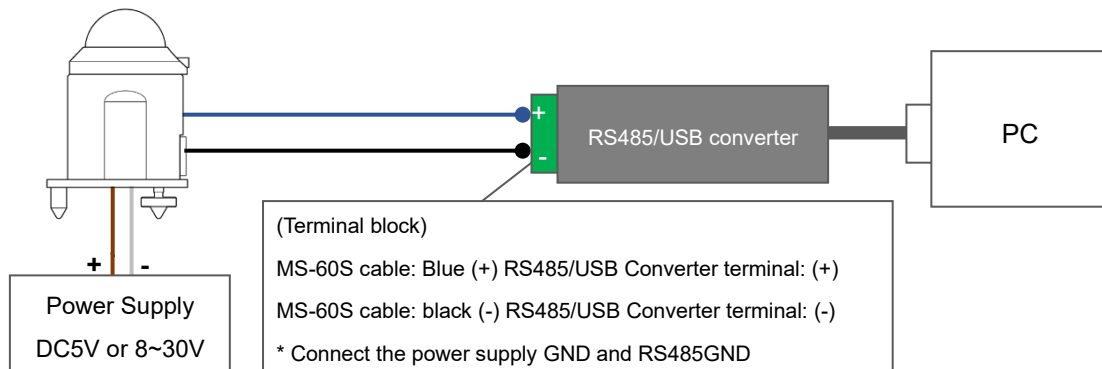 +
-
RS485/USB converter
PC
(Terminal block)
MS-60S cable: Blue (+) RS485/USB Converter terminal: (+)
MS-60S cable: black (-) RS485/USB Converter terminal: (-)
* Connect the power supply GND and RS485GND
+ -
Power Supply
DC5V or 8~30V